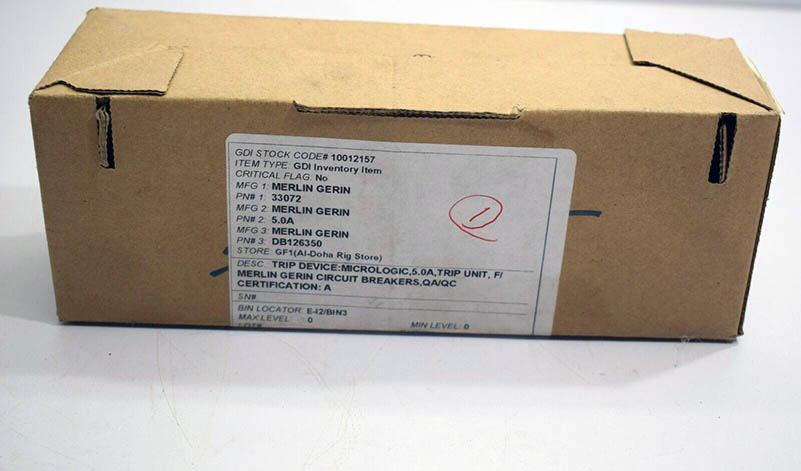 GDI STOCK CODE# 10012157
ITEM TYPE: GDI Inventory Item
CRITICAL FLAG: No
MFG 1: MERLIN GERIN
PN# 1: 33072
MFG 2: MERLIN GERIN
PN# 2: 5.0A
MFG 3: MERLIN GERIN
PN# 3: DB126350
STORE: GF1(Al-Doha Rig Store)
DESC. TRIP DEVICE:MICROLOGIC,5.0A,TRIP UNIT, F/
MERLIN GERIN CIRCUIT BREAKERS,QA/QC
CERTIFICATION: A
SN#
BIN LOCATOR: E-I2/BIN3
MAX LEVEL: 0 MIN LEVEL: 0
LOT#
1